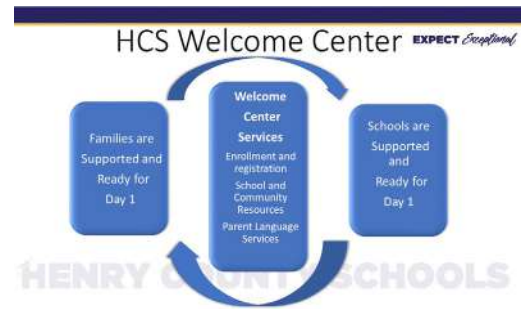 HCS Welcome Center
EXPECT Exceptional
Families are
Supported and
Ready for
Day 1
Welcome
Center
Services
Enrollment and
registration
School and
Community
Resources
Parent Language
Services
Schools are
Supported
and
Ready for
Day 1
HENRY COUNTY SCHOOLS